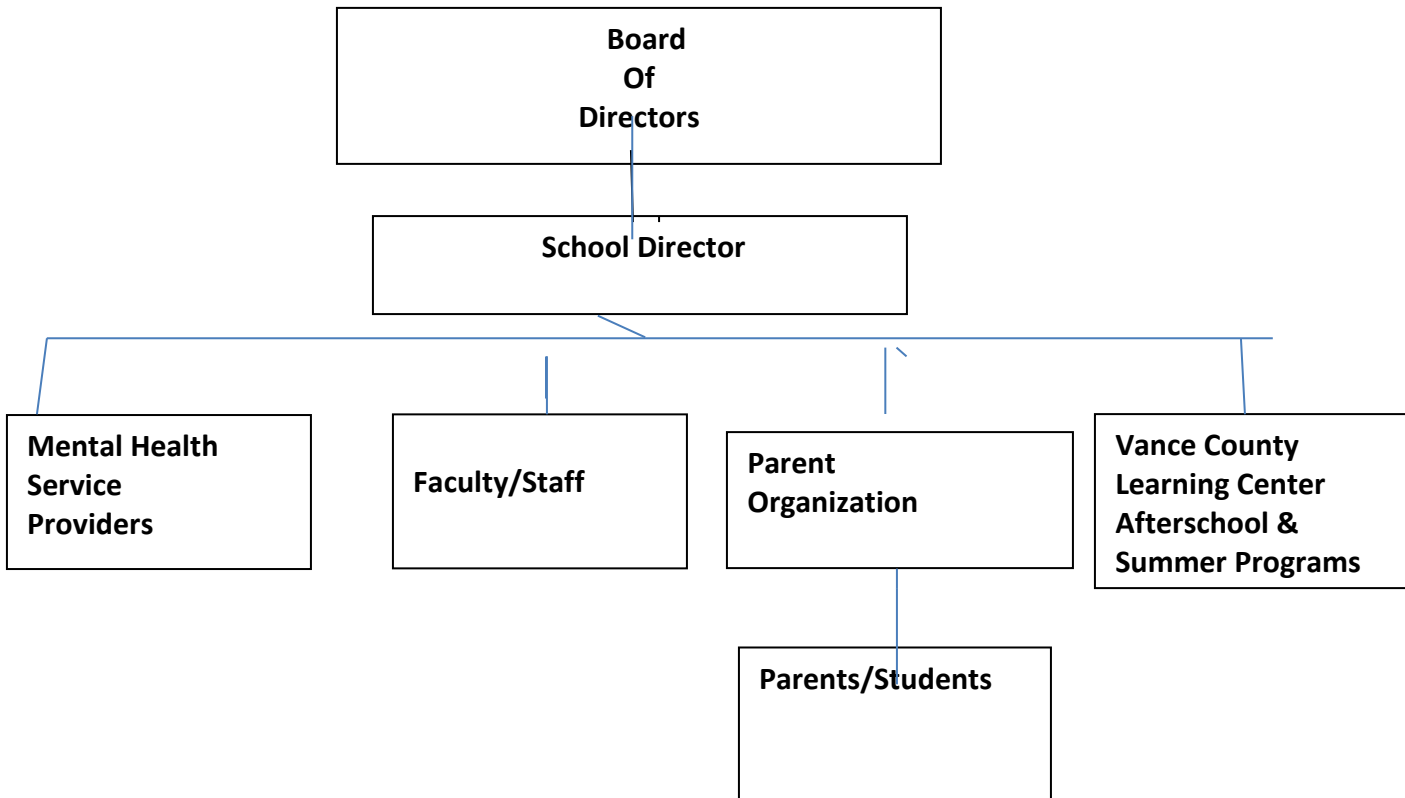 Board
Of
Directors
School Director
Mental Health
Service
Providers
Faculty/Staff
Parent
Organization
Vance County
Learning Center
Afterschool &
Summer Programs
Parents/Students